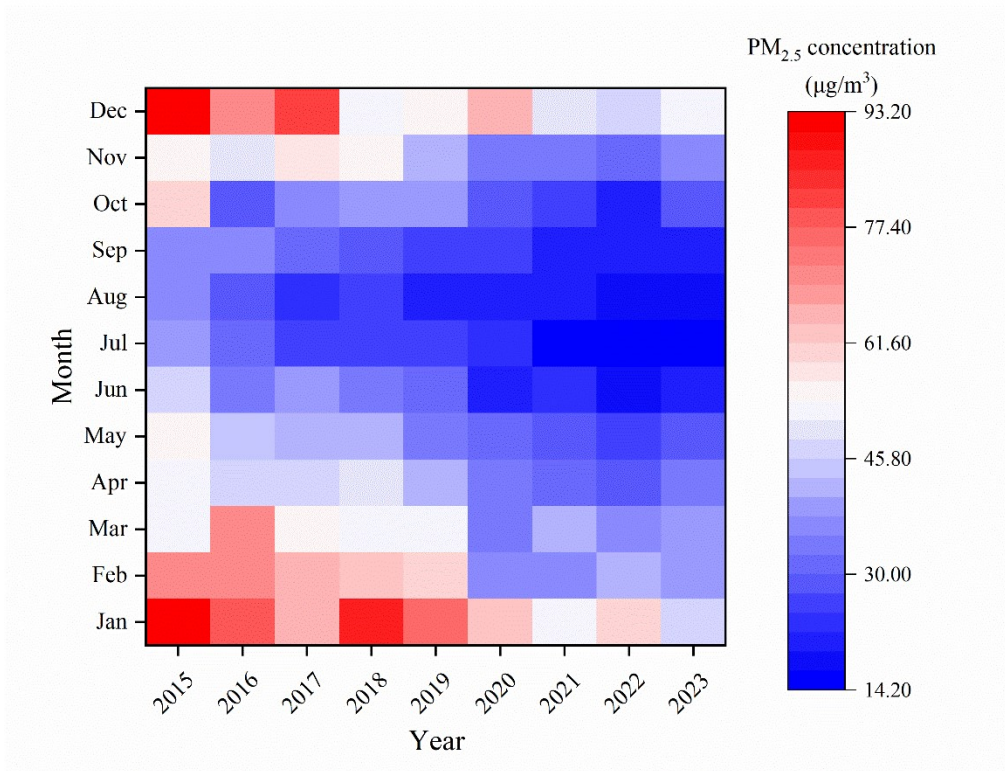 PM2.5 concentration
(μg/m3)
93.20
77.40
61.60
45.80
30.00
14.20
Month
Dec
Nov
Oct
Sep
Aug
Jul
Jun
May
Apr
Mar
Feb
Jan
2015
2016
2017
2018
2019
2020
2021
2022
2023
Year